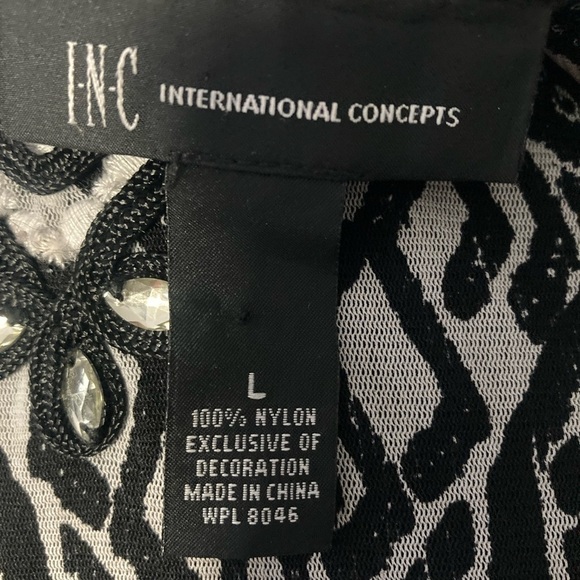 I·N·C INTERNATIONAL CONCEPTS
L
100% NYLON
EXCLUSIVE OF
DECORATION
MADE IN CHINA
WPL 8046